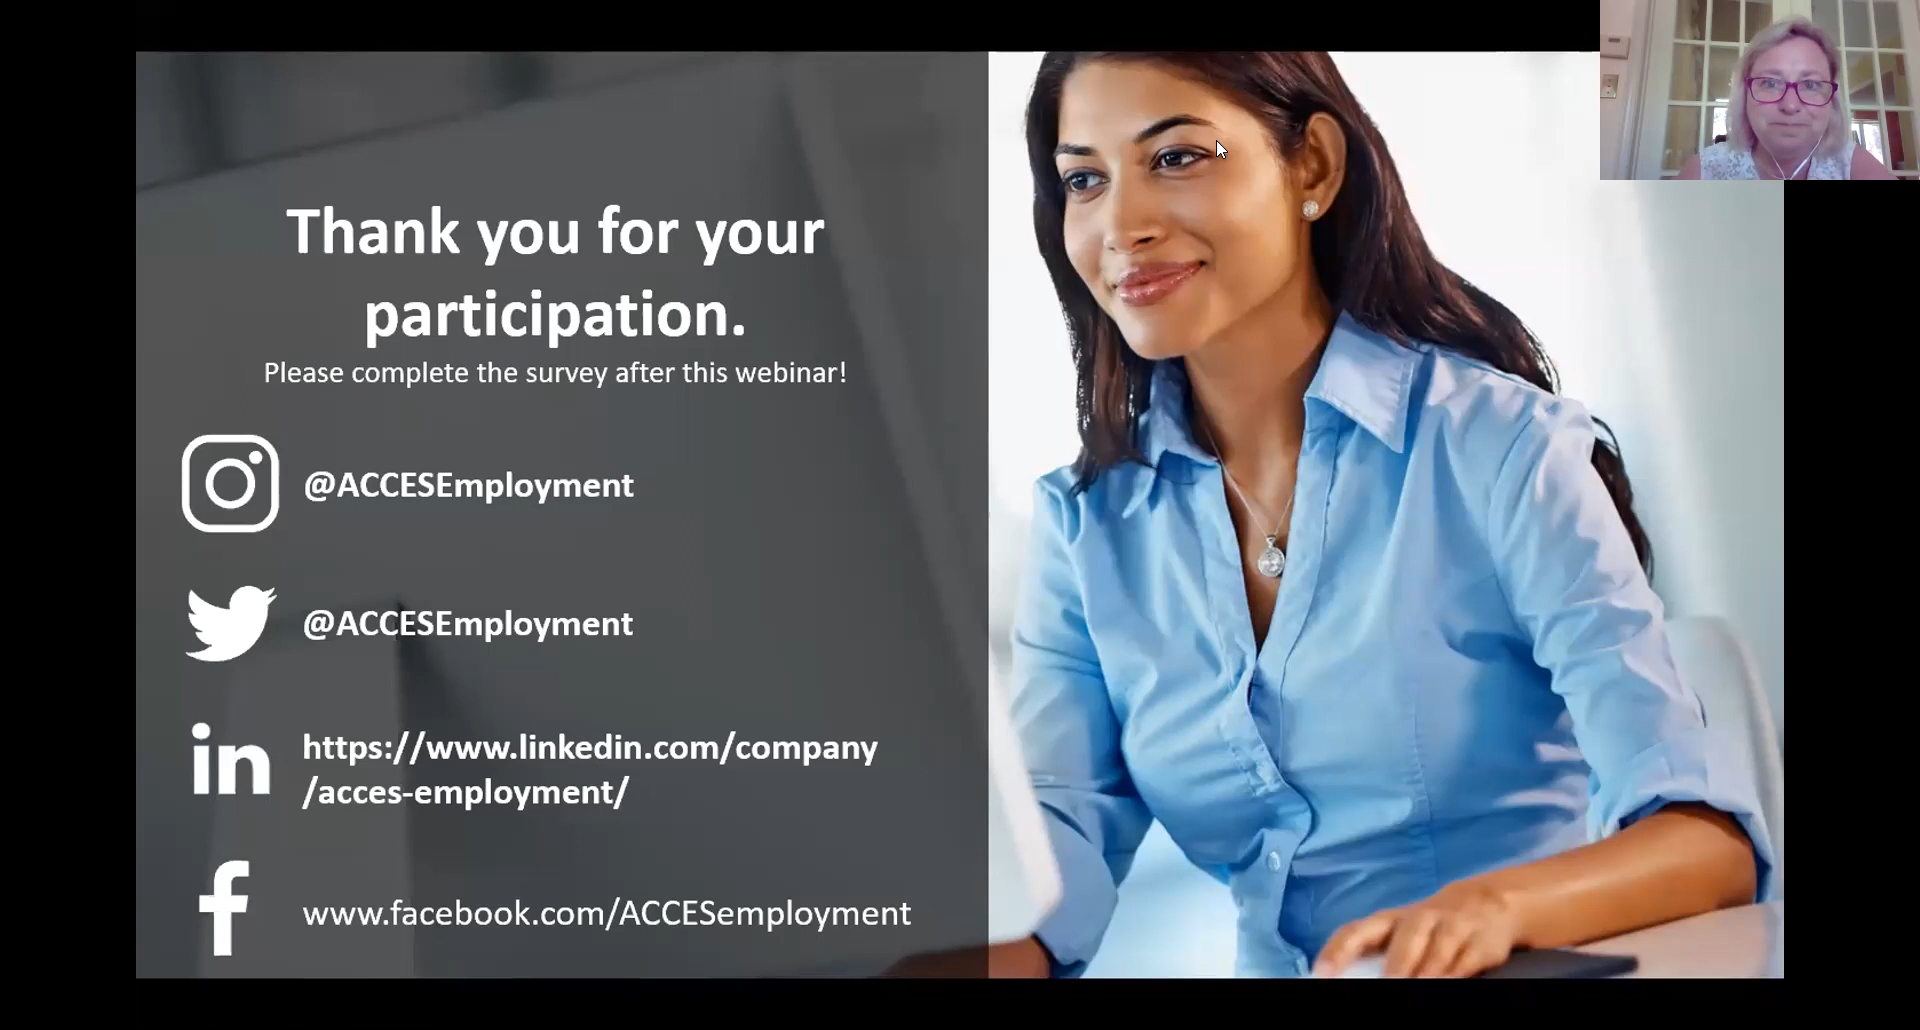 Thank you for your
participation.
Please complete the survey after this webinar!
@ACCESEmployment
@ACCESEmployment
in
https://www.linkedin.com/company
/acces-employment/
f
www.facebook.com/ACCESemployment